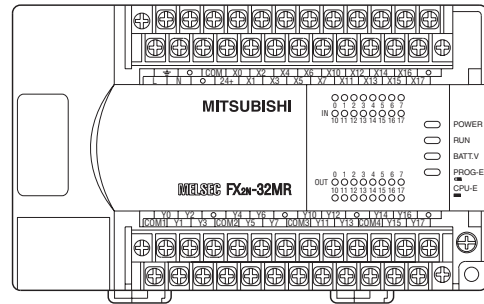 ⏚ COM X0 X2 X4 X6 X10 X12 X14 X16
L N 24+ X1 X3 X5 X7 X11 X13 X15 X17
MITSUBISHI
0 1 2 3 4 5 6 7
IN
10 11 12 13 14 15 16 17
POWER
RUN
BATT.V
PROG-E
CPU-E
0 1 2 3 4 5 6 7
OUT
10 11 12 13 14 15 16 17
MELSEC FX2N-32MR
Y0 Y2 Y4 Y6 Y10 Y12 Y14 Y16
COM1 Y1 Y3 COM2 Y5 Y7 COM3 Y11 Y13 COM4 Y15 Y17